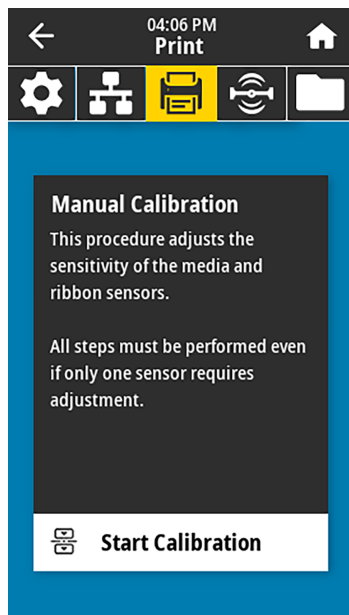 04:06 PM
Print
Manual Calibration
This procedure adjusts the
sensitivity of the media and
ribbon sensors.
All steps must be performed even
if only one sensor requires
adjustment.
Start Calibration